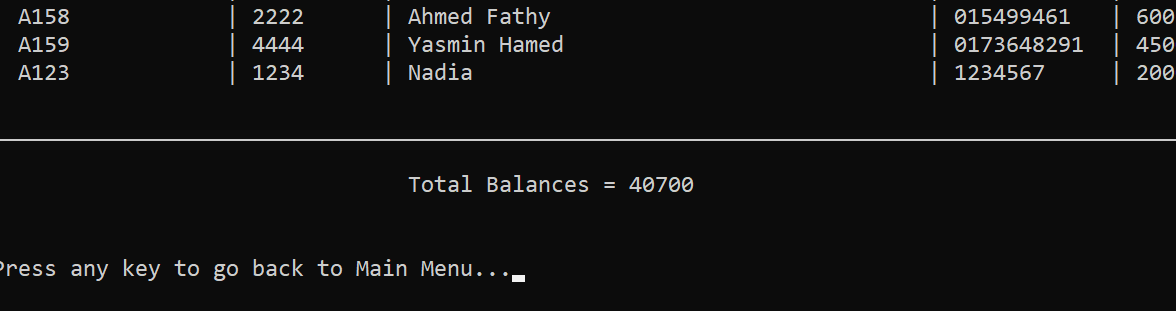 A158 | 2222 | Ahmed Fathy | 015499461 | 600
A159 | 4444 | Yasmin Hamed | 0173648291 | 450
A123 | 1234 | Nadia | 1234567 | 200
Total Balances = 40700
Press any key to go back to Main Menu...